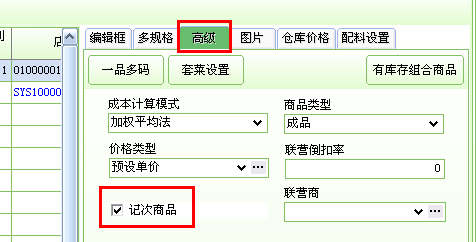 别 店
编辑框 多规格 高级 图片 仓库价格 配料设置
1 01000001
SYS10000
一品多码 套菜设置 有库存组合商品
成本计算模式 商品类型
加权平均法 成品
价格类型 联营倒扣率
预设单价 0
记次商品 联营商